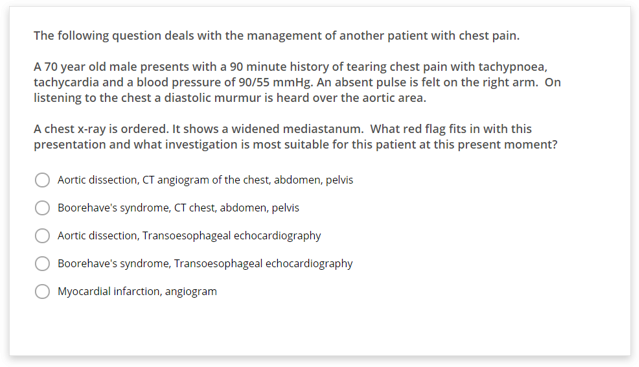 The following question deals with the management of another patient with chest pain.
A 70 year old male presents with a 90 minute history of tearing chest pain with tachypnoea,
tachycardia and a blood pressure of 90/55 mmHg. An absent pulse is felt on the right arm. On
listening to the chest a diastolic murmur is heard over the aortic area.
A chest x-ray is ordered. It shows a widened mediastanum. What red flag fits in with this
presentation and what investigation is most suitable for this patient at this present moment?
Aortic dissection, CT angiogram of the chest, abdomen, pelvis
Boorehave's syndrome, CT chest, abdomen, pelvis
Aortic dissection, Transoesophageal echocardiography
Boorehave's syndrome, Transoesophageal echocardiography
Myocardial infarction, angiogram